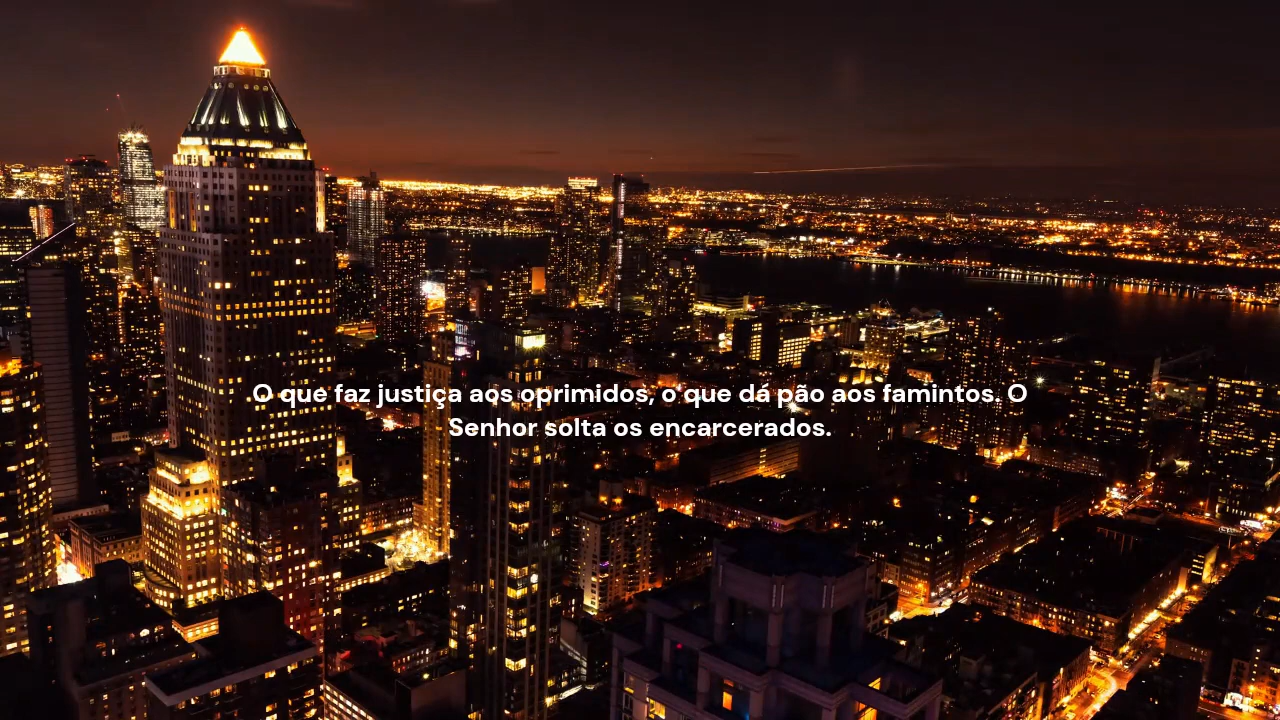 O que faz justiça aos oprimidos, o que dá pão aos famintos. O
Senhor solta os encarcerados.